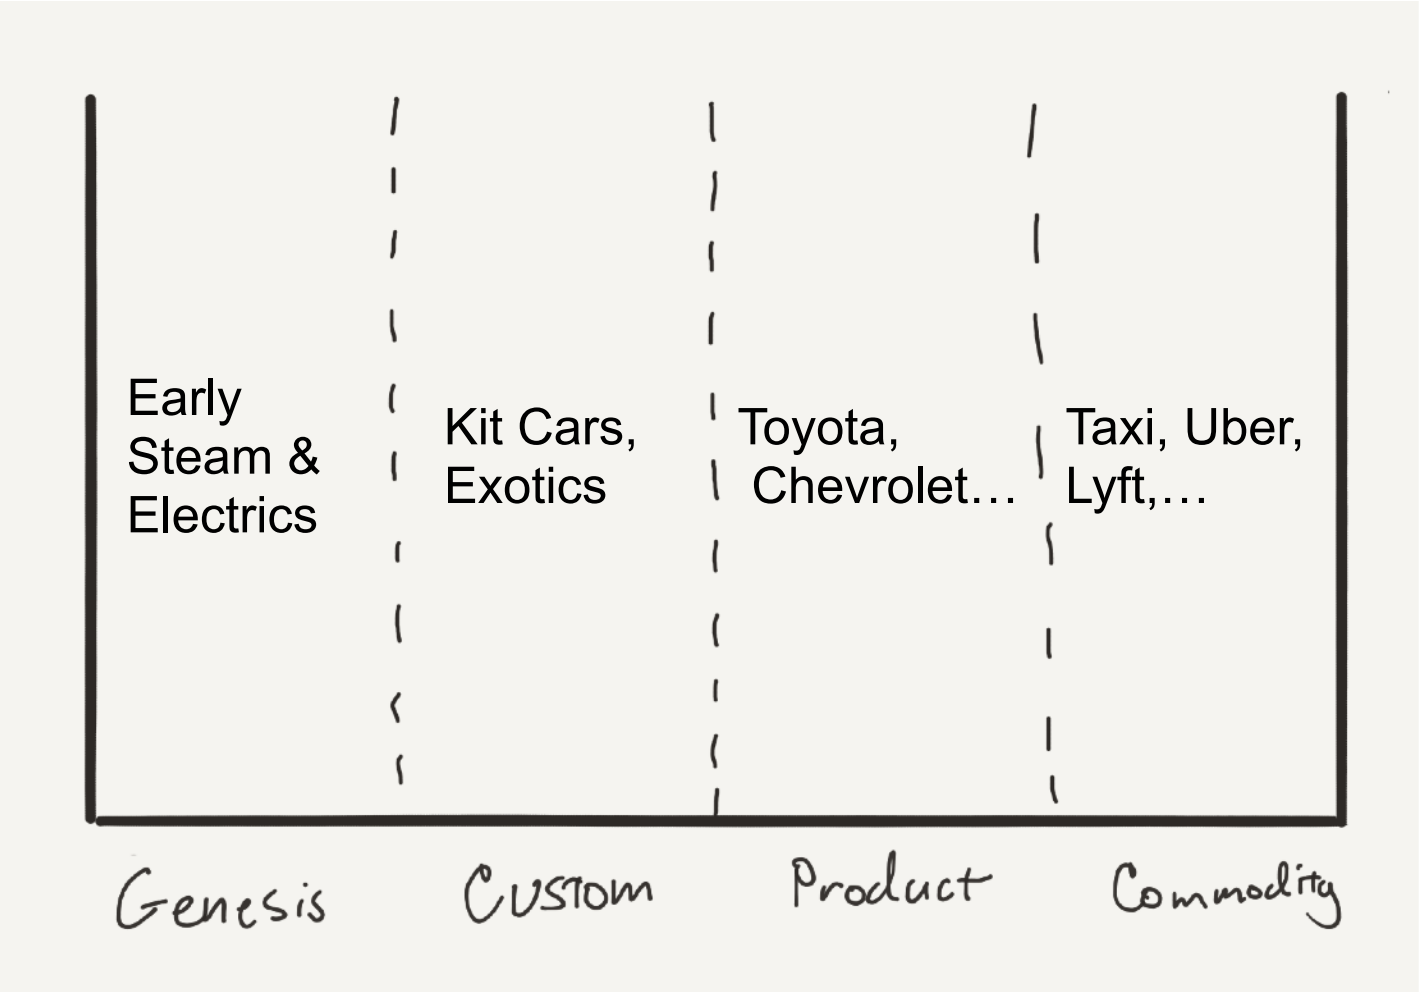 Early
Steam &
Electrics
Kit Cars,
Exotics
Toyota,
Chevrolet…
Taxi, Uber,
Lyft,…
Genesis
Custom
Product
Commodity